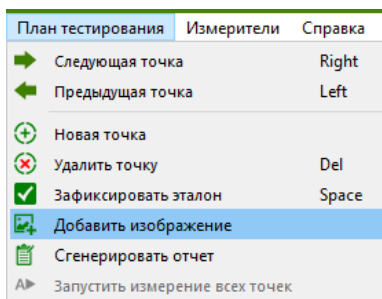 План тестирования Измерители Справка
Следующая точка Right
Предыдущая точка Left
Новая точка
Удалить точку Del
Зафиксировать эталон Space
Добавить изображение
Сгенерировать отчет
A Запустить измерение всех точек